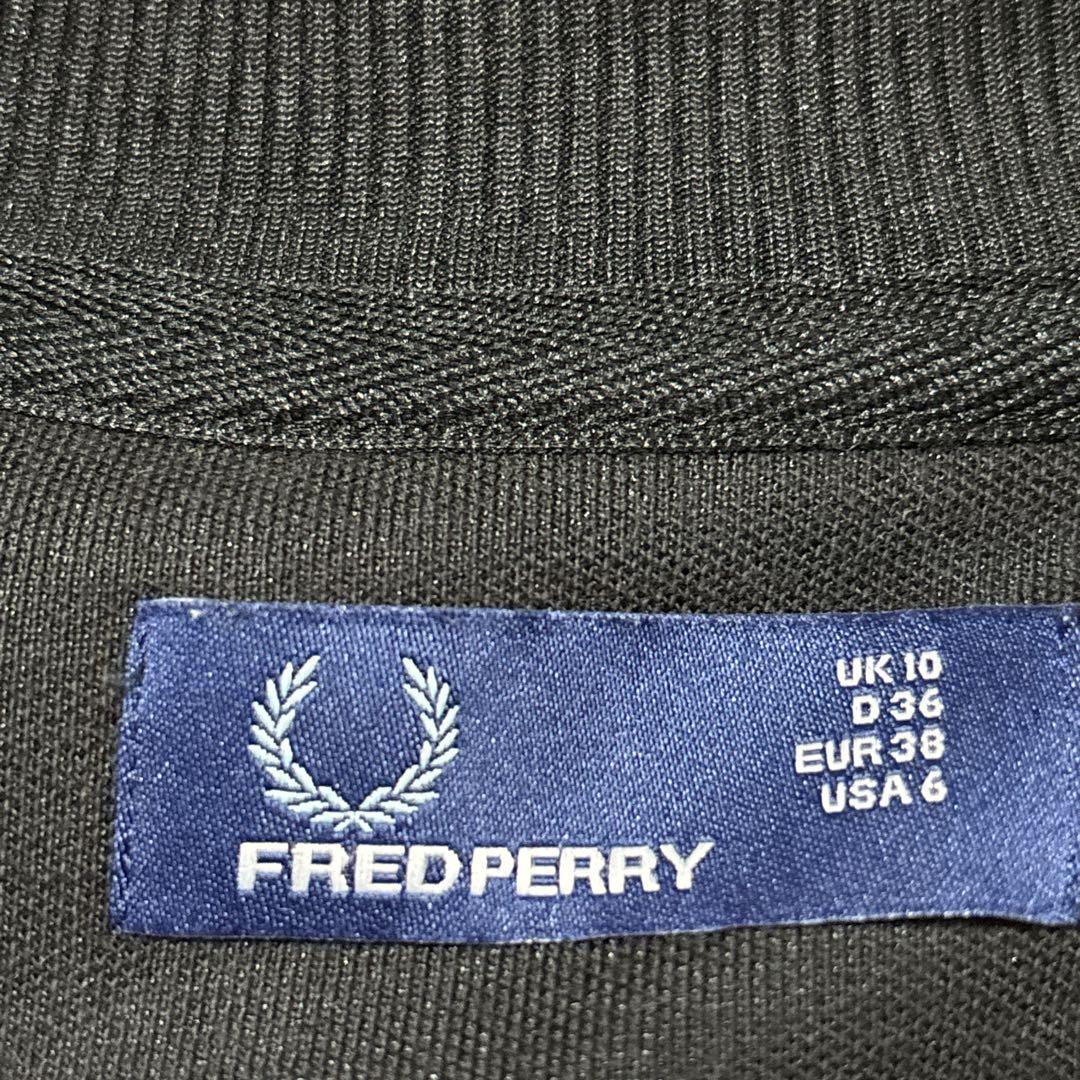 UK 10
D 36
EUR 38
USA 6
FRED PERRY